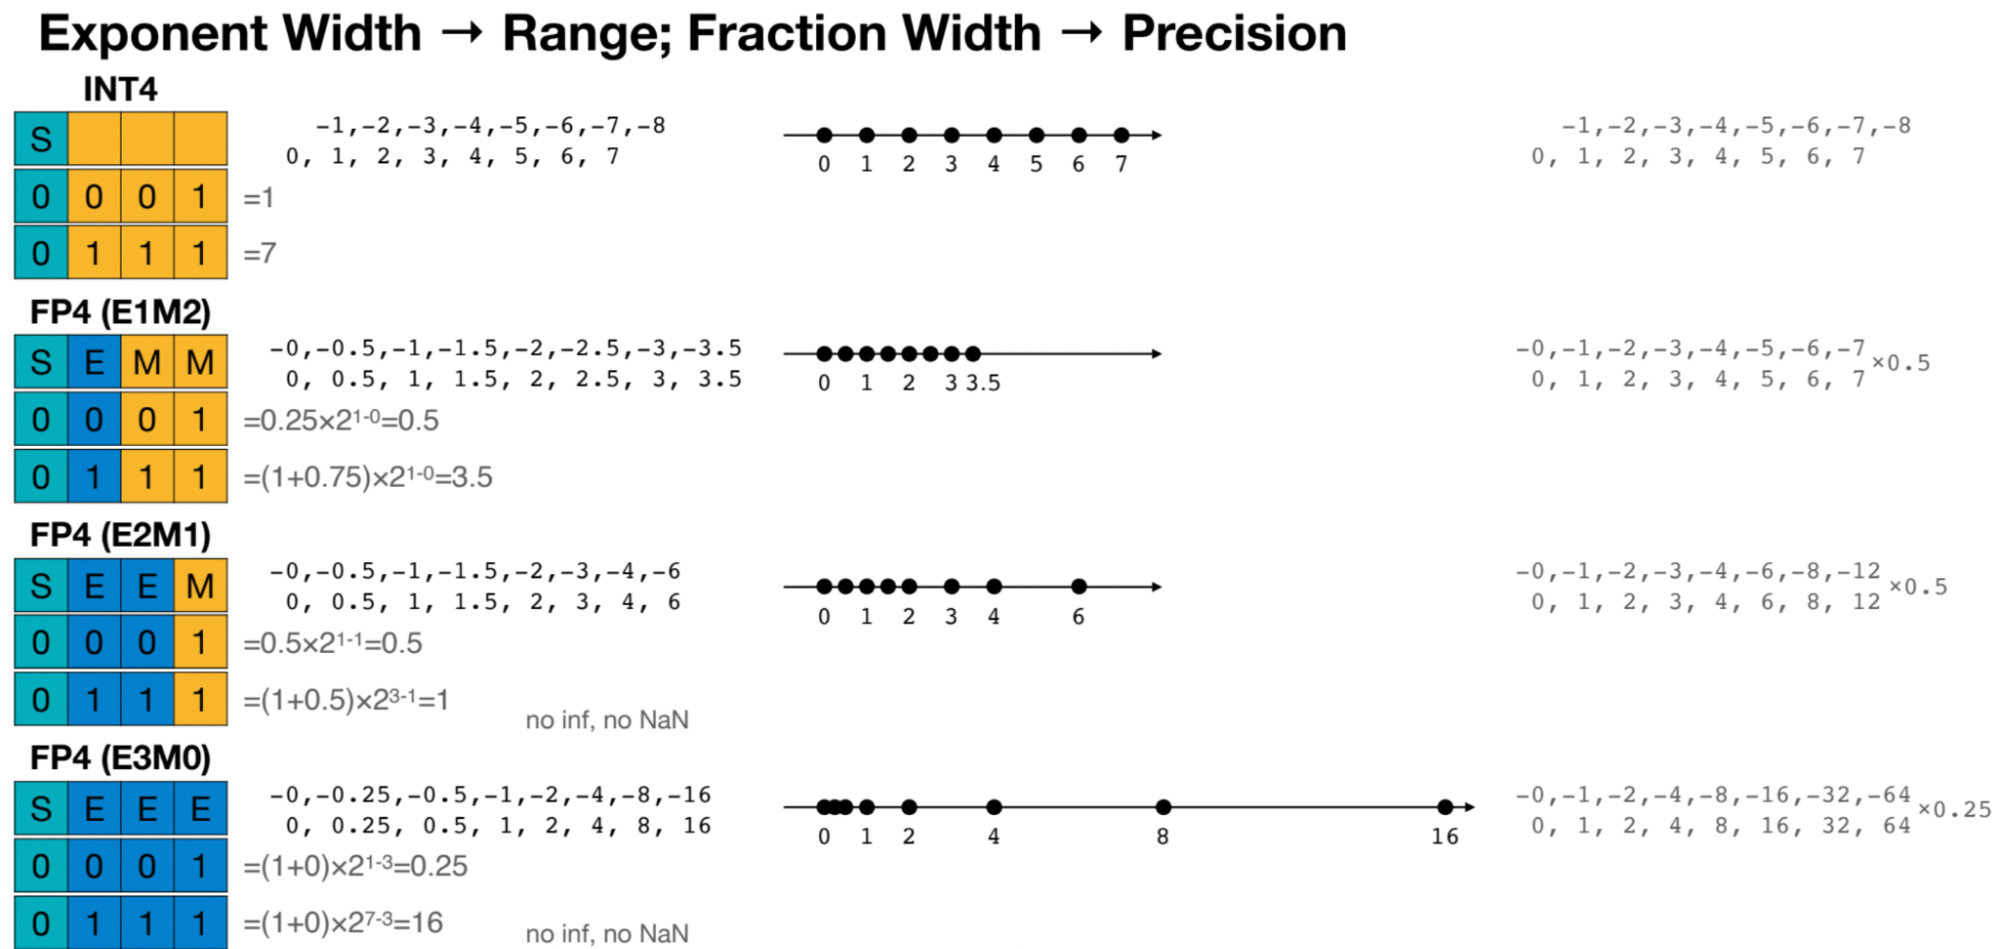 Exponent Width → Range; Fraction Width → Precision
INT4
S
0 0 0 1 =1
0 1 1 1 =7
-1,-2,-3,-4,-5,-6,-7,-8
0, 1, 2, 3, 4, 5, 6, 7
0 1 2 3 4 5 6 7
-1,-2,-3,-4,-5,-6,-7,-8
0, 1, 2, 3, 4, 5, 6, 7
FP4 (E1M2)
S E M M
0 0 0 1 =0.25×2¹⁻⁰=0.5
0 1 1 1 =(1+0.75)×2¹⁻⁰=3.5
-0,-0.5,-1,-1.5,-2,-2.5,-3,-3.5
0, 0.5, 1, 1.5, 2, 2.5, 3, 3.5
0 1 2 3 3.5
-0,-1,-2,-3,-4,-5,-6,-7
0, 1, 2, 3, 4, 5, 6, 7
×0.5
FP4 (E2M1)
S E E M
0 0 0 1 =0.5×2¹⁻¹=0.5
0 1 1 1 =(1+0.5)×2³⁻¹=1
no inf, no NaN
-0,-0.5,-1,-1.5,-2,-3,-4,-6
0, 0.5, 1, 1.5, 2, 3, 4, 6
0 1 2 3 4 6
-0,-1,-2,-3,-4,-6,-8,-12
0, 1, 2, 3, 4, 6, 8, 12
×0.5
FP4 (E3M0)
S E E E
0 0 0 1 =(1+0)×2¹⁻³=0.25
0 1 1 1 =(1+0)×2⁷⁻³=16
no inf, no NaN
-0,-0.25,-0.5,-1,-2,-4,-8,-16
0, 0.25, 0.5, 1, 2, 4, 8, 16
0 1 2 4 8 16
-0,-1,-2,-4,-8,-16,-32,-64
0, 1, 2, 4, 8, 16, 32, 64
×0.25